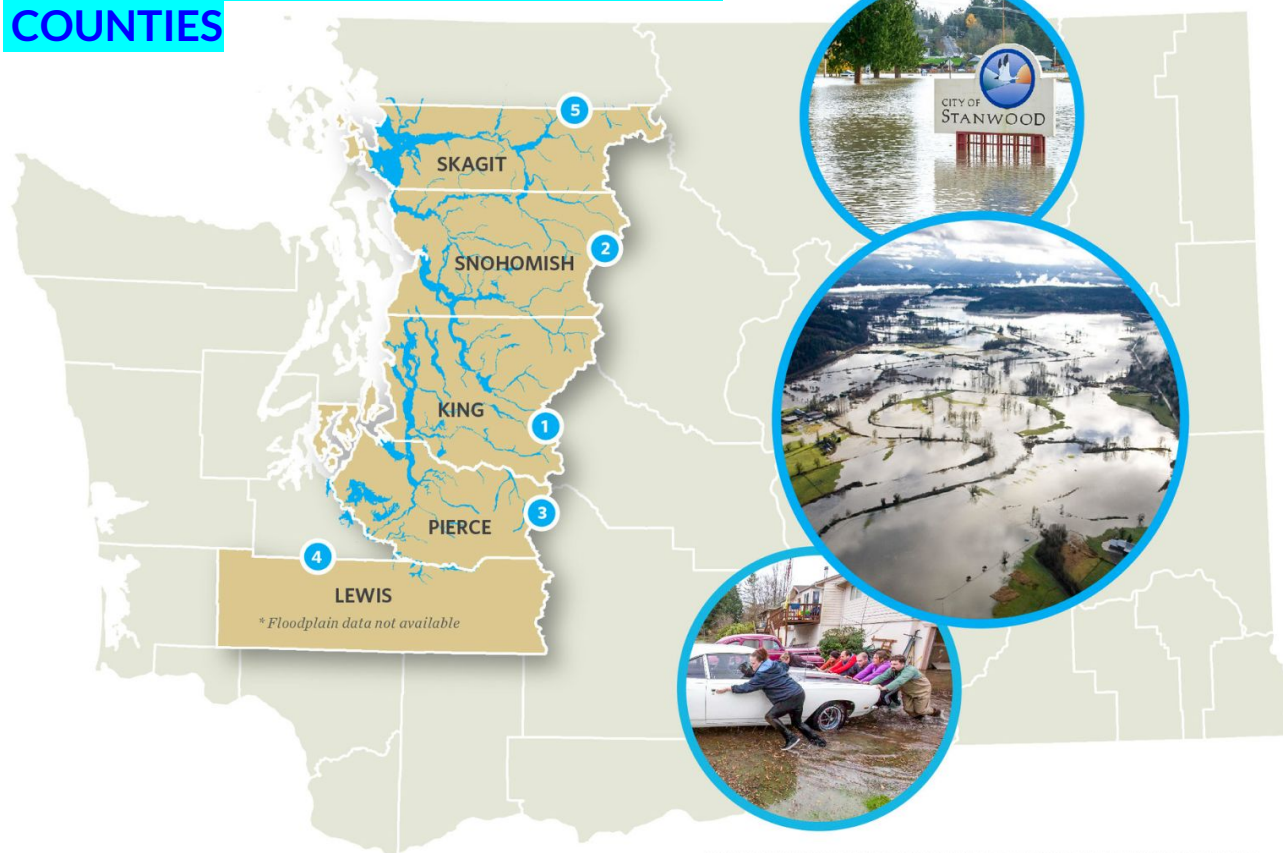 COUNTIES
CITY OF
STANWOOD
5
SKAGIT
2
SNOHOMISH
KING
1
3
PIERCE
4
LEWIS
* Floodplain data not available